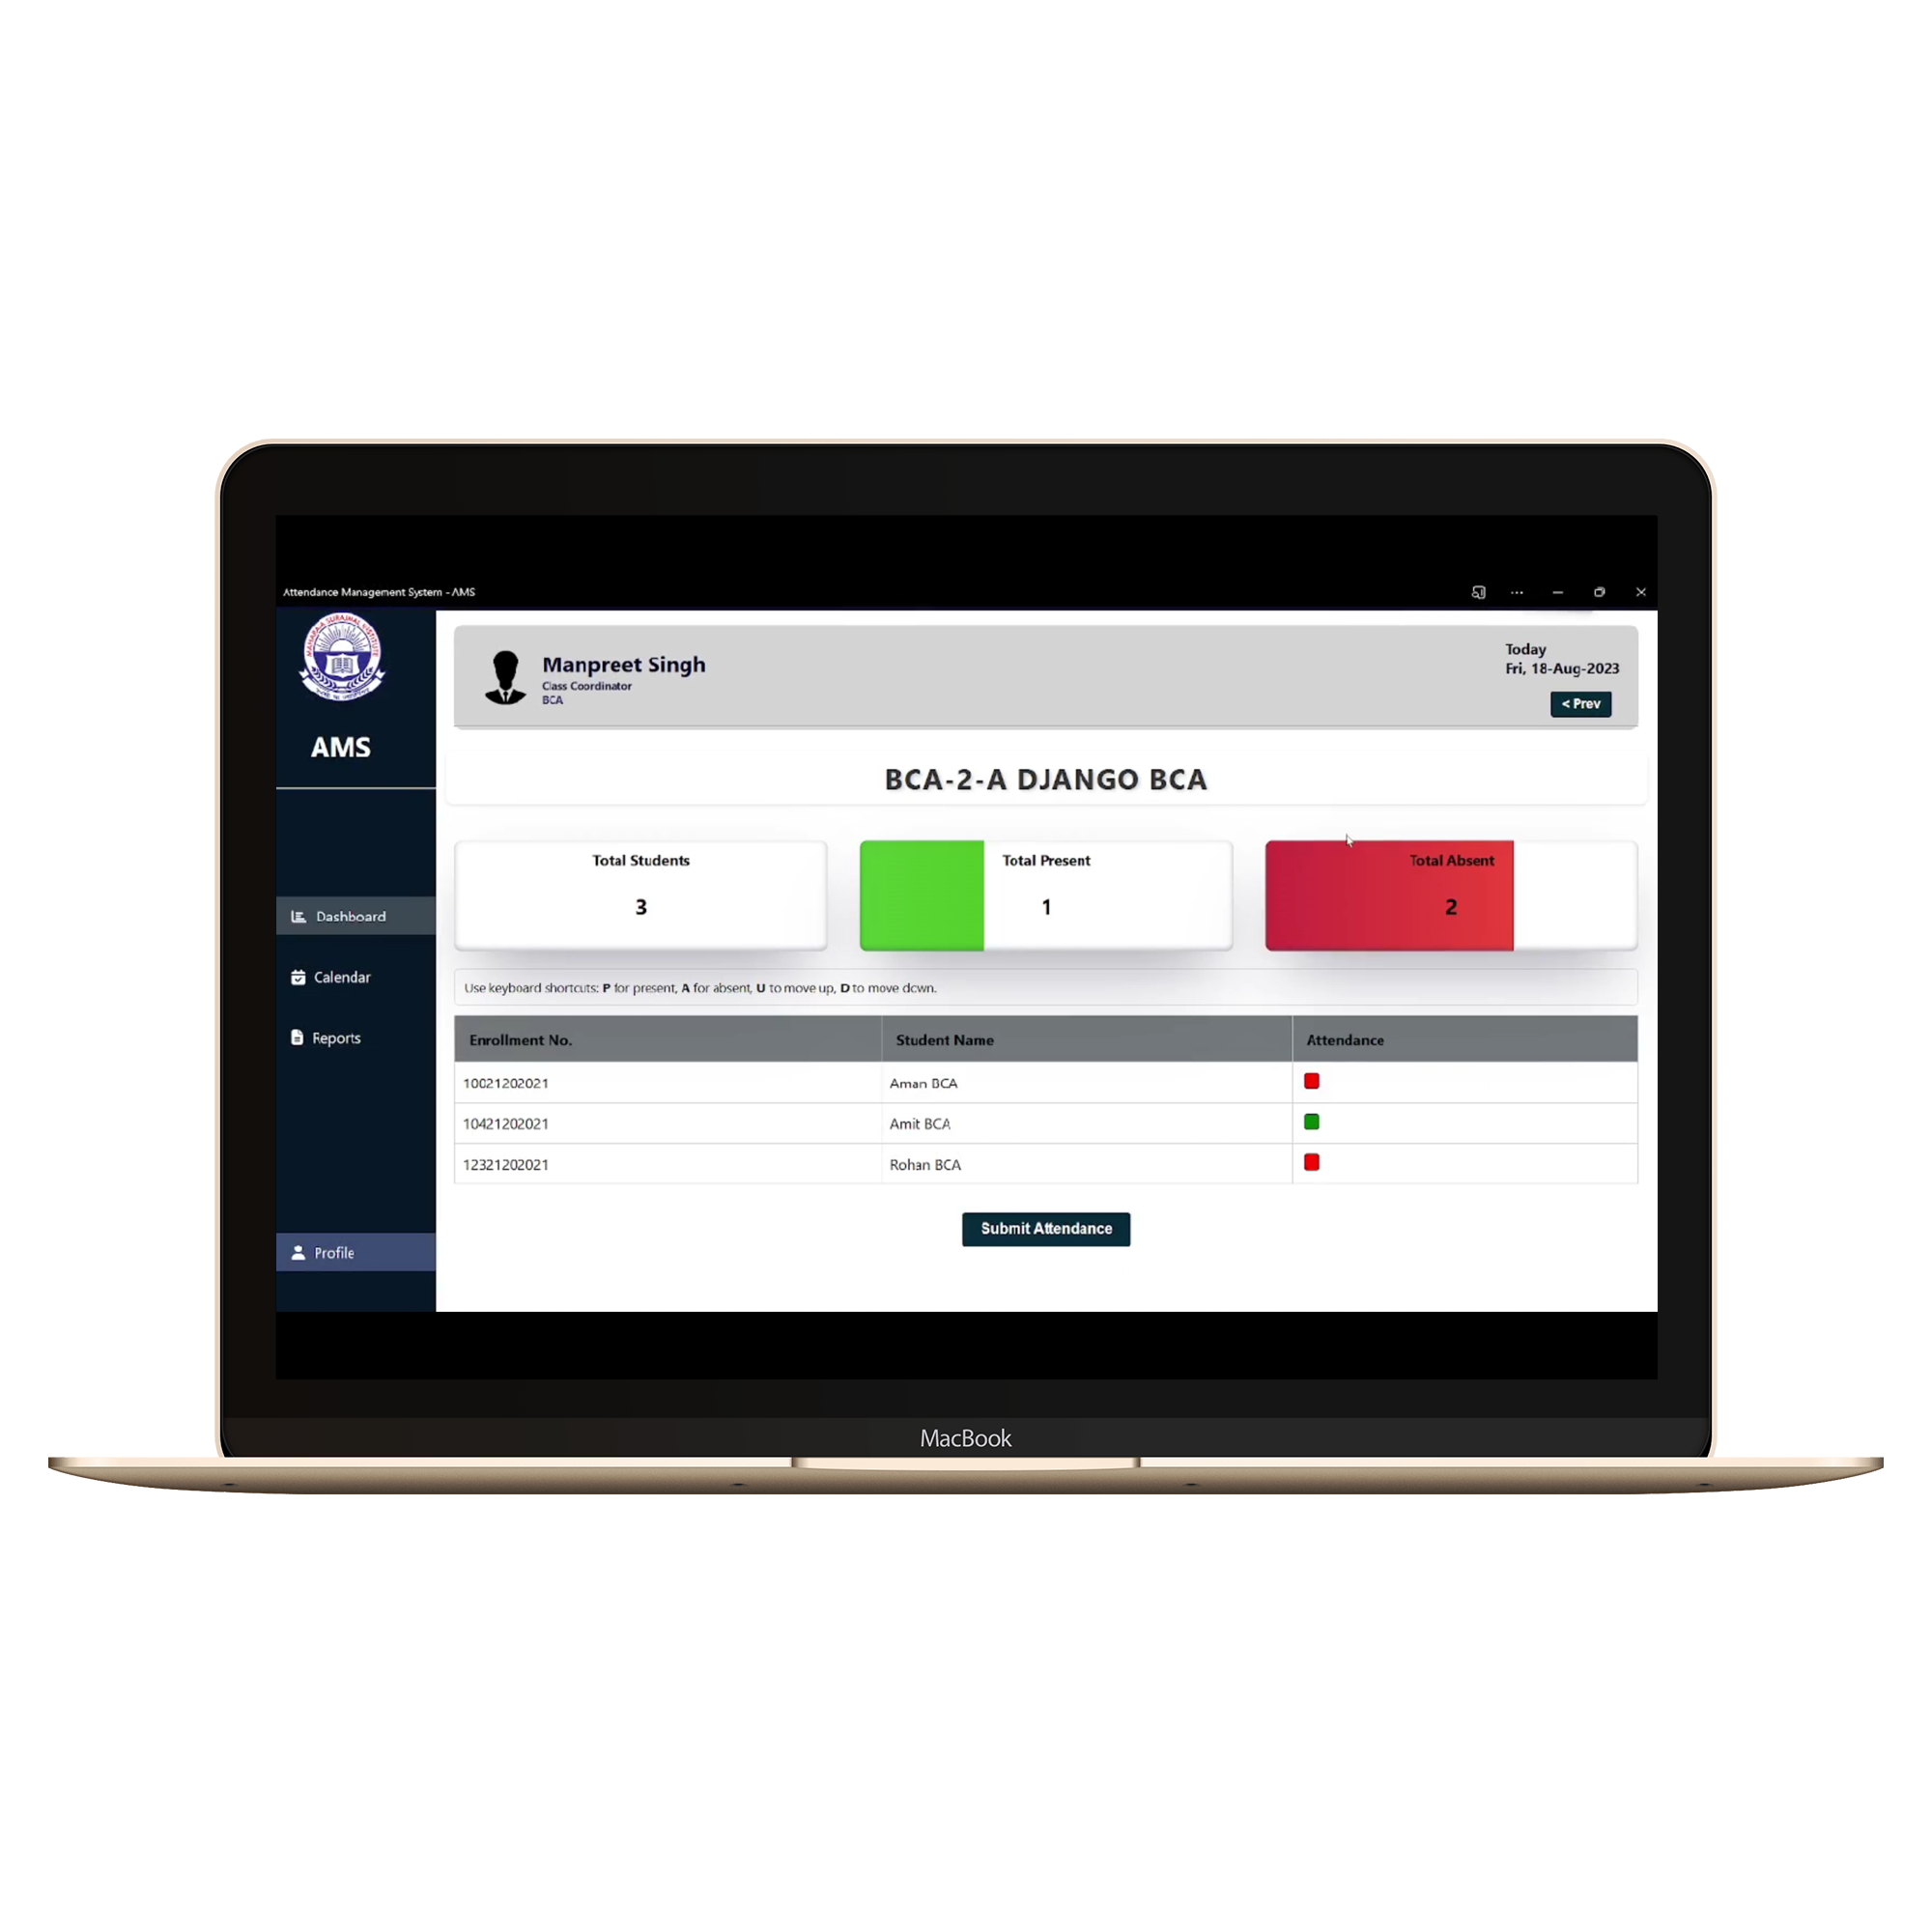 Attendance Management System - AMS
SURAJMAL INSTITUTE
AMS
Dashboard
Calendar
Reports
Profile
Manpreet Singh
Class Coordinator
BCA
Today
Fri, 18-Aug-2023
< Prev
BCA-2-A DJANGO BCA
Total Students
3
Total Present
1
Total Absent
2
Use keyboard shortcuts: P for present, A for absent, U to move up, D to move down.
Enrollment No. Student Name Attendance
10021202021 Aman BCA
10421202021 Amit BCA
12321202021 Rohan BCA
Submit Attendance
MacBook